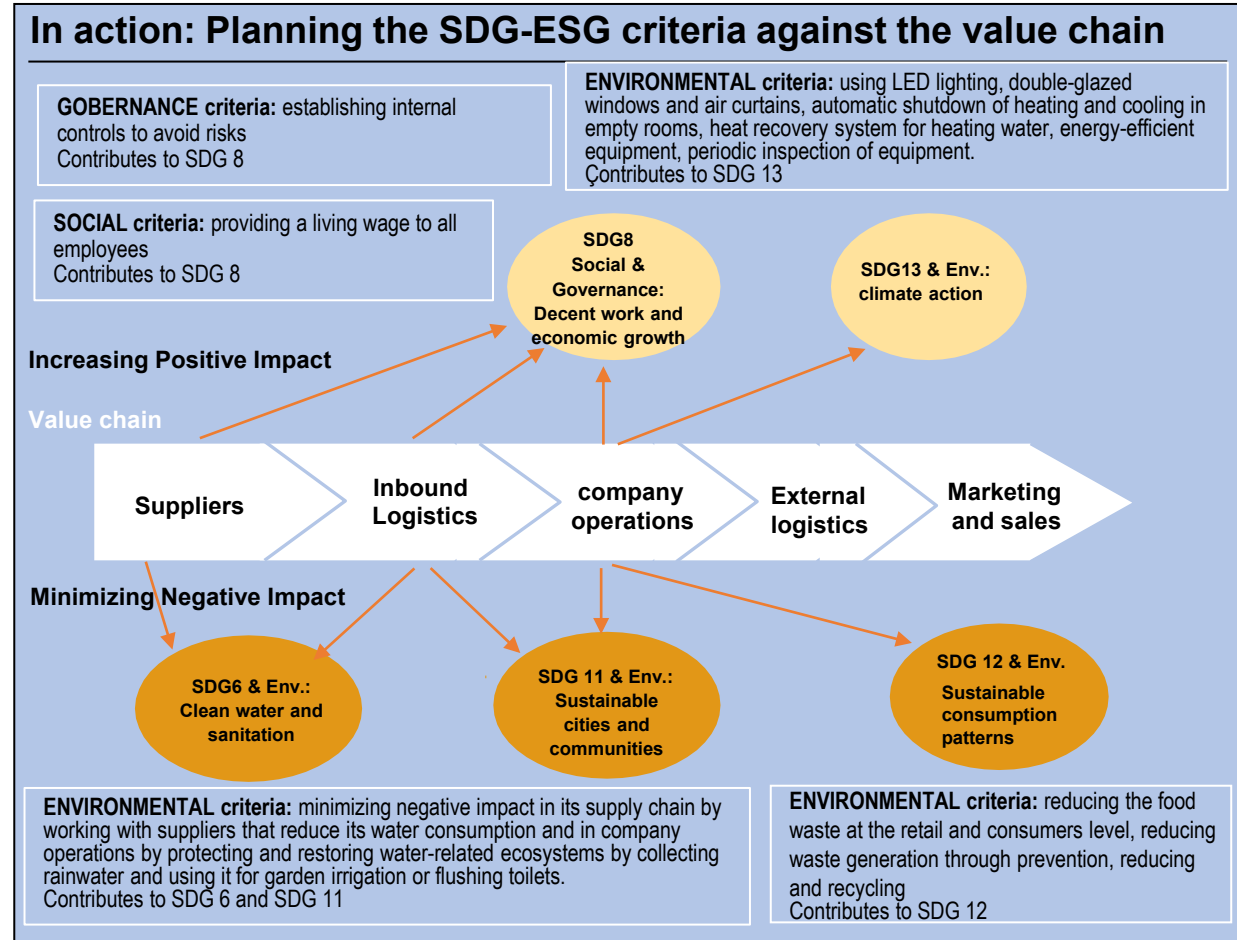 In action: Planning the SDG-ESG criteria against the value chain
GOBERNANCE criteria: establishing internal
controls to avoid risks
Contributes to SDG 8
ENVIRONMENTAL criteria: using LED lighting, double-glazed
windows and air curtains, automatic shutdown of heating and cooling in
empty rooms, heat recovery system for heating water, energy-efficient
equipment, periodic inspection of equipment.
Çontributes to SDG 13
SOCIAL criteria: providing a living wage to all
employees
Contributes to SDG 8
SDG8
Social &
Governance:
Decent work and
economic growth
SDG13 & Env.:
climate action
Increasing Positive Impact
Value chain
Suppliers
Inbound
Logistics
company
operations
External
logistics
Marketing
and sales
Minimizing Negative Impact
SDG6 & Env.:
Clean water and
sanitation
SDG 11 & Env.:
Sustainable
cities and
communities
SDG 12 & Env.
Sustainable
consumption
patterns
ENVIRONMENTAL criteria: minimizing negative impact in its supply chain by
working with suppliers that reduce its water consumption and in company
operations by protecting and restoring water-related ecosystems by collecting
rainwater and using it for garden irrigation or flushing toilets.
Contributes to SDG 6 and SDG 11
ENVIRONMENTAL criteria: reducing the food
waste at the retail and consumers level, reducing
waste generation through prevention, reducing
and recycling
Contributes to SDG 12